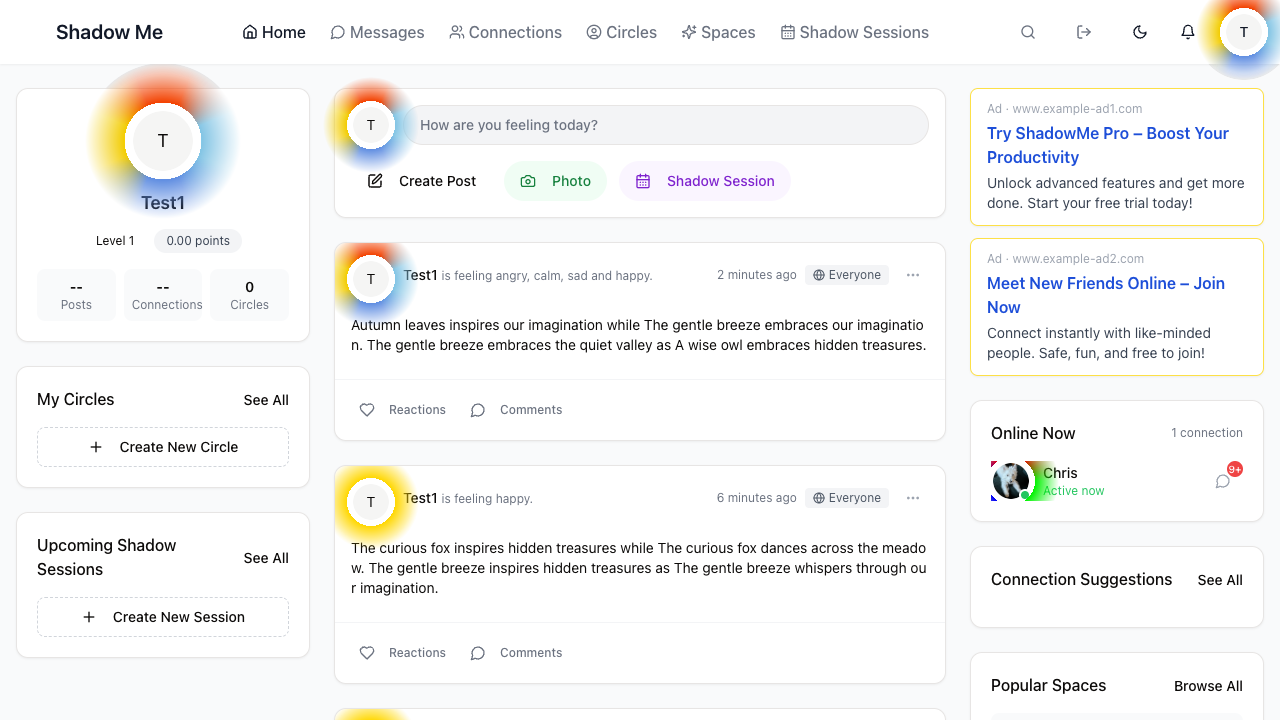 Shadow Me
Home
Messages
Connections
Circles
Spaces
Shadow Sessions
T
T
Test1
Level 1
0.00 points
--
Posts
--
Connections
0
Circles
My Circles
See All
Create New Circle
Upcoming Shadow
Sessions
See All
Create New Session
T
How are you feeling today?
Create Post
Photo
Shadow Session
T
Test1 is feeling angry, calm, sad and happy.
2 minutes ago
Everyone
Autumn leaves inspires our imagination while The gentle breeze embraces our imaginatio
n. The gentle breeze embraces the quiet valley as A wise owl embraces hidden treasures.
Reactions
Comments
T
Test1 is feeling happy.
6 minutes ago
Everyone
The curious fox inspires hidden treasures while The curious fox dances across the meado
w. The gentle breeze inspires hidden treasures as The gentle breeze whispers through ou
r imagination.
Reactions
Comments
Ad · www.example-ad1.com
Try ShadowMe Pro – Boost Your
Productivity
Unlock advanced features and get more
done. Start your free trial today!
Ad · www.example-ad2.com
Meet New Friends Online – Join
Now
Connect instantly with like-minded
people. Safe, fun, and free to join!
Online Now
1 connection
Chris
Active now
9+
Connection Suggestions
See All
Popular Spaces
Browse All